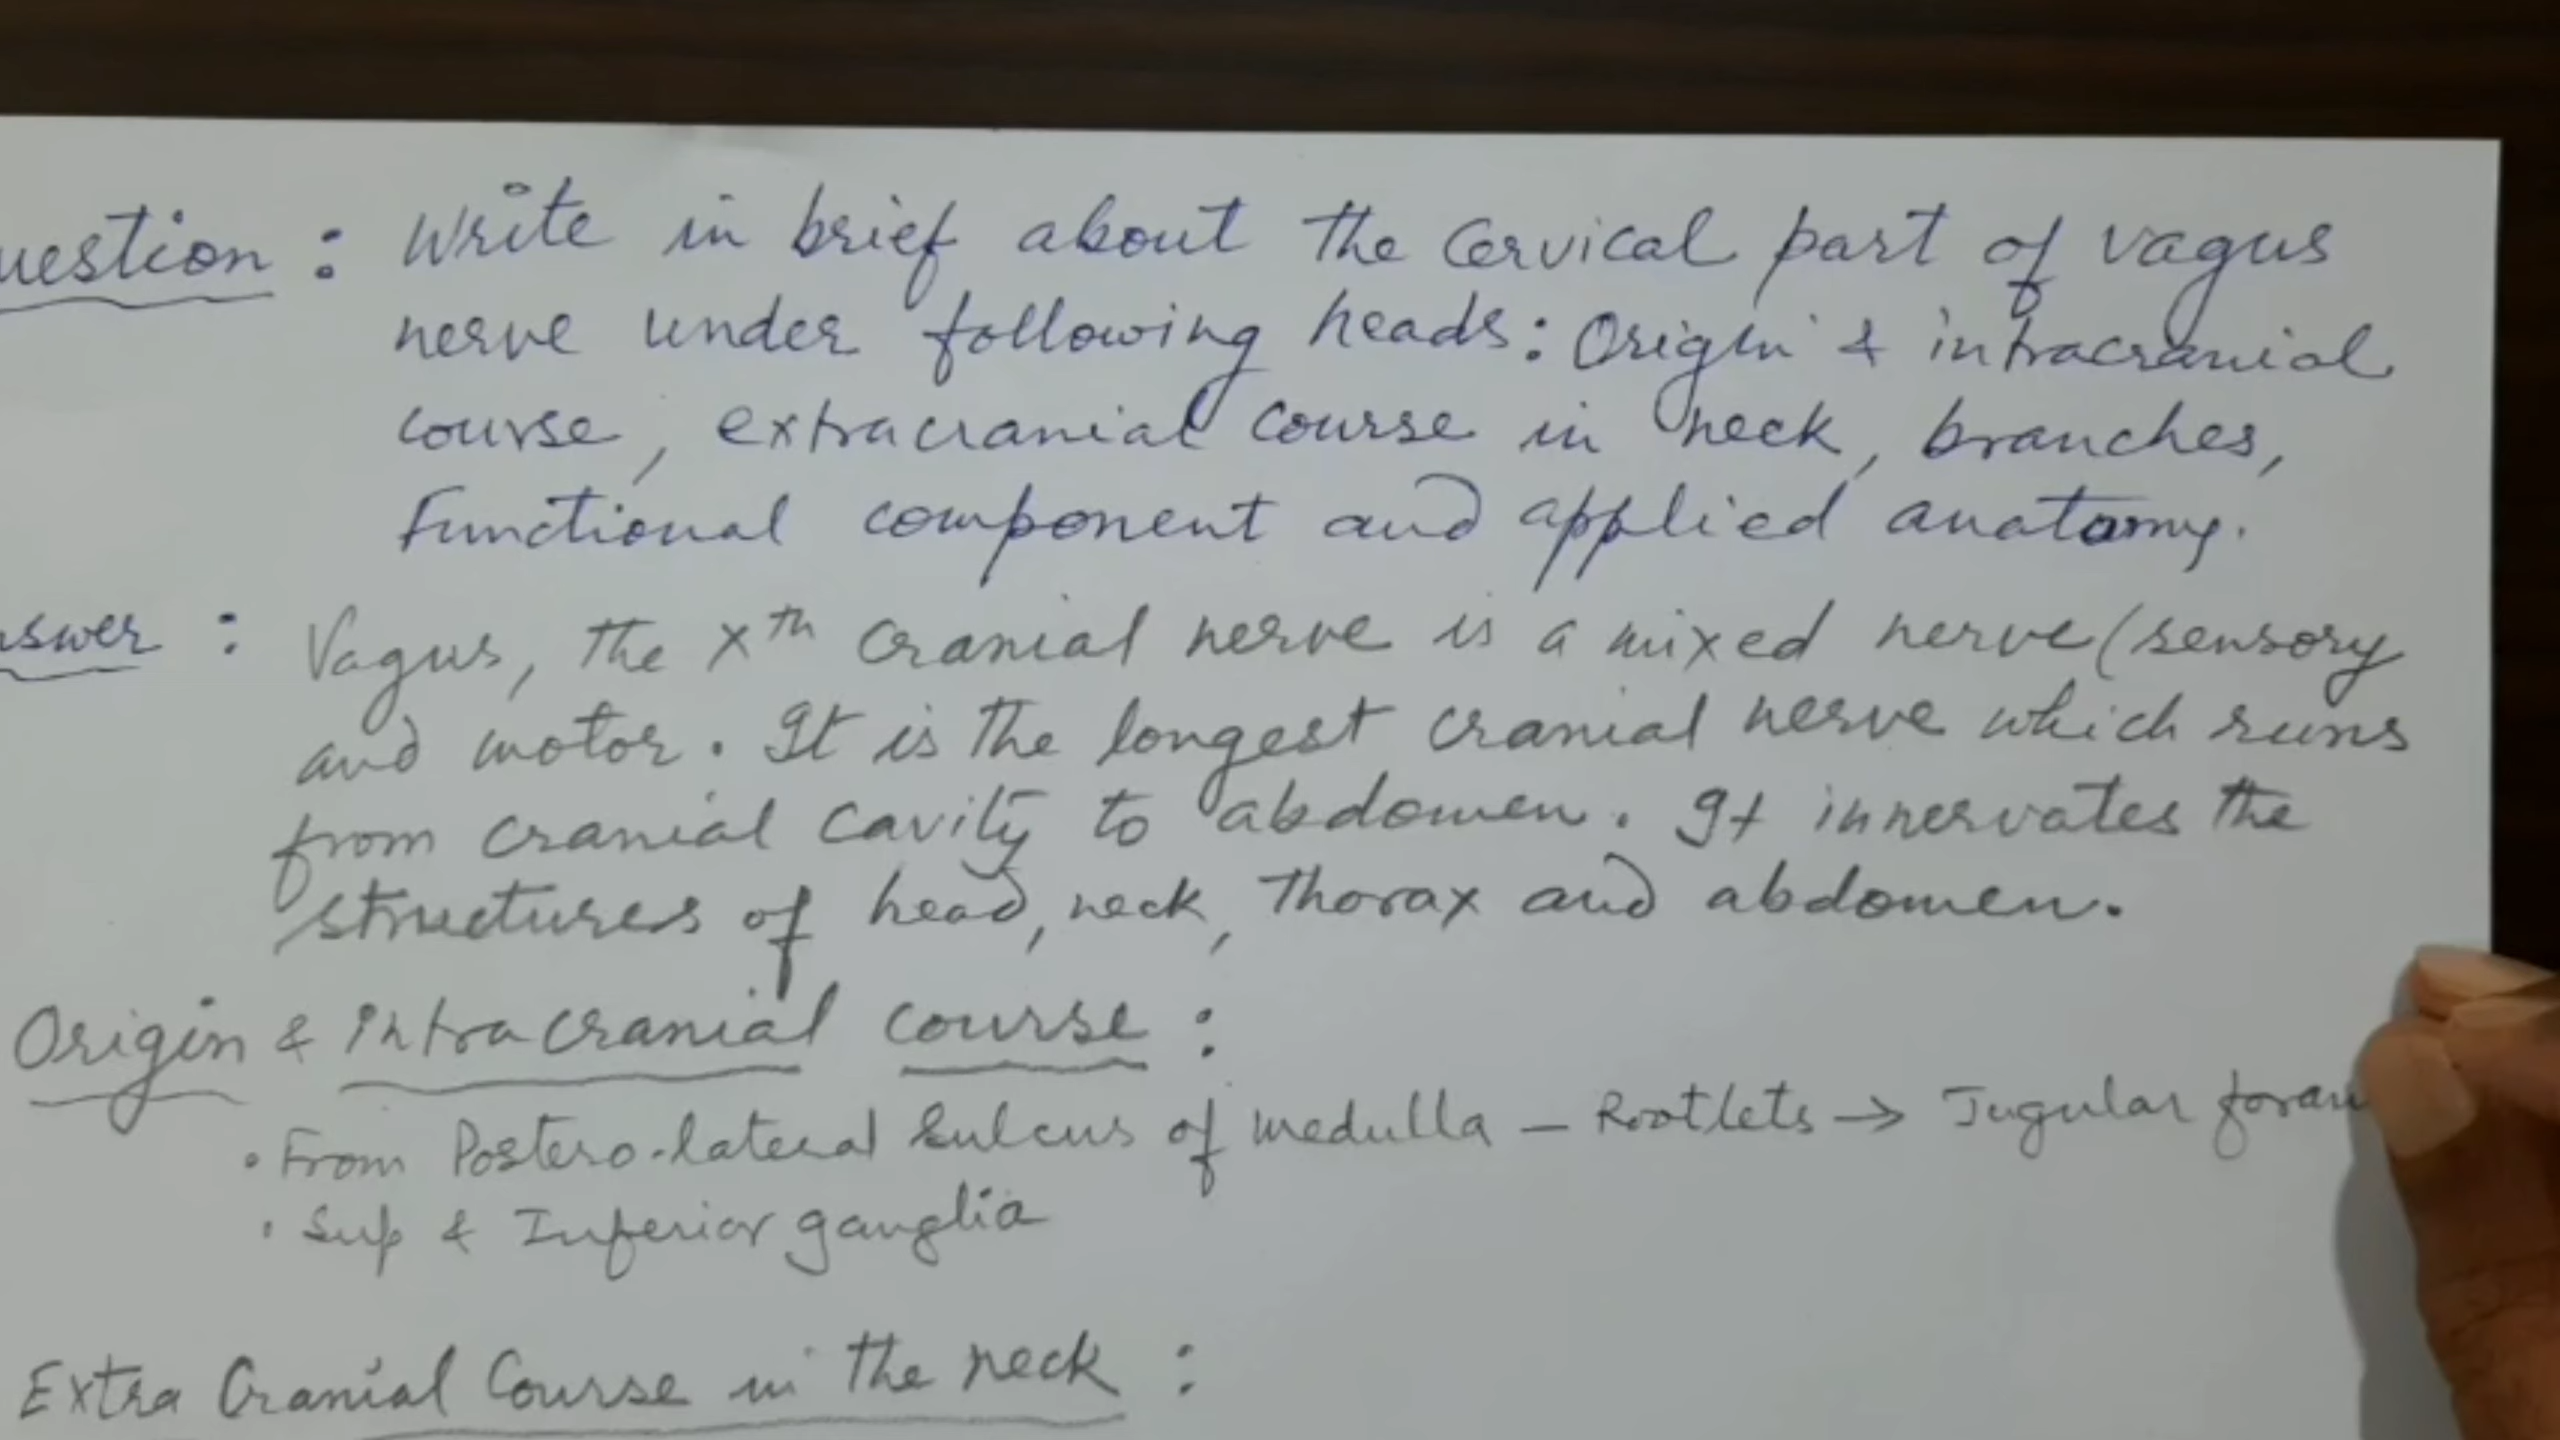 uestion : Write in brief about the Cervical part of vagus
nerve under following heads: Origin & intracranial
course, extracranial course in neck, branches,
functional component and applied anatomy.
nswer : Vagus, the Xth cranial nerve is a mixed nerve (sensory
and motor. It is the longest cranial nerve which runs
from cranial cavity to abdomen. It innervates the
structures of head, neck, Thorax and abdomen.
Origin & intracranial course :
• From Postero-lateral Sulcus of medulla – Rootlets → Jugular foram
• Sup & Inferior ganglia
Extra Cranial Course in the neck :